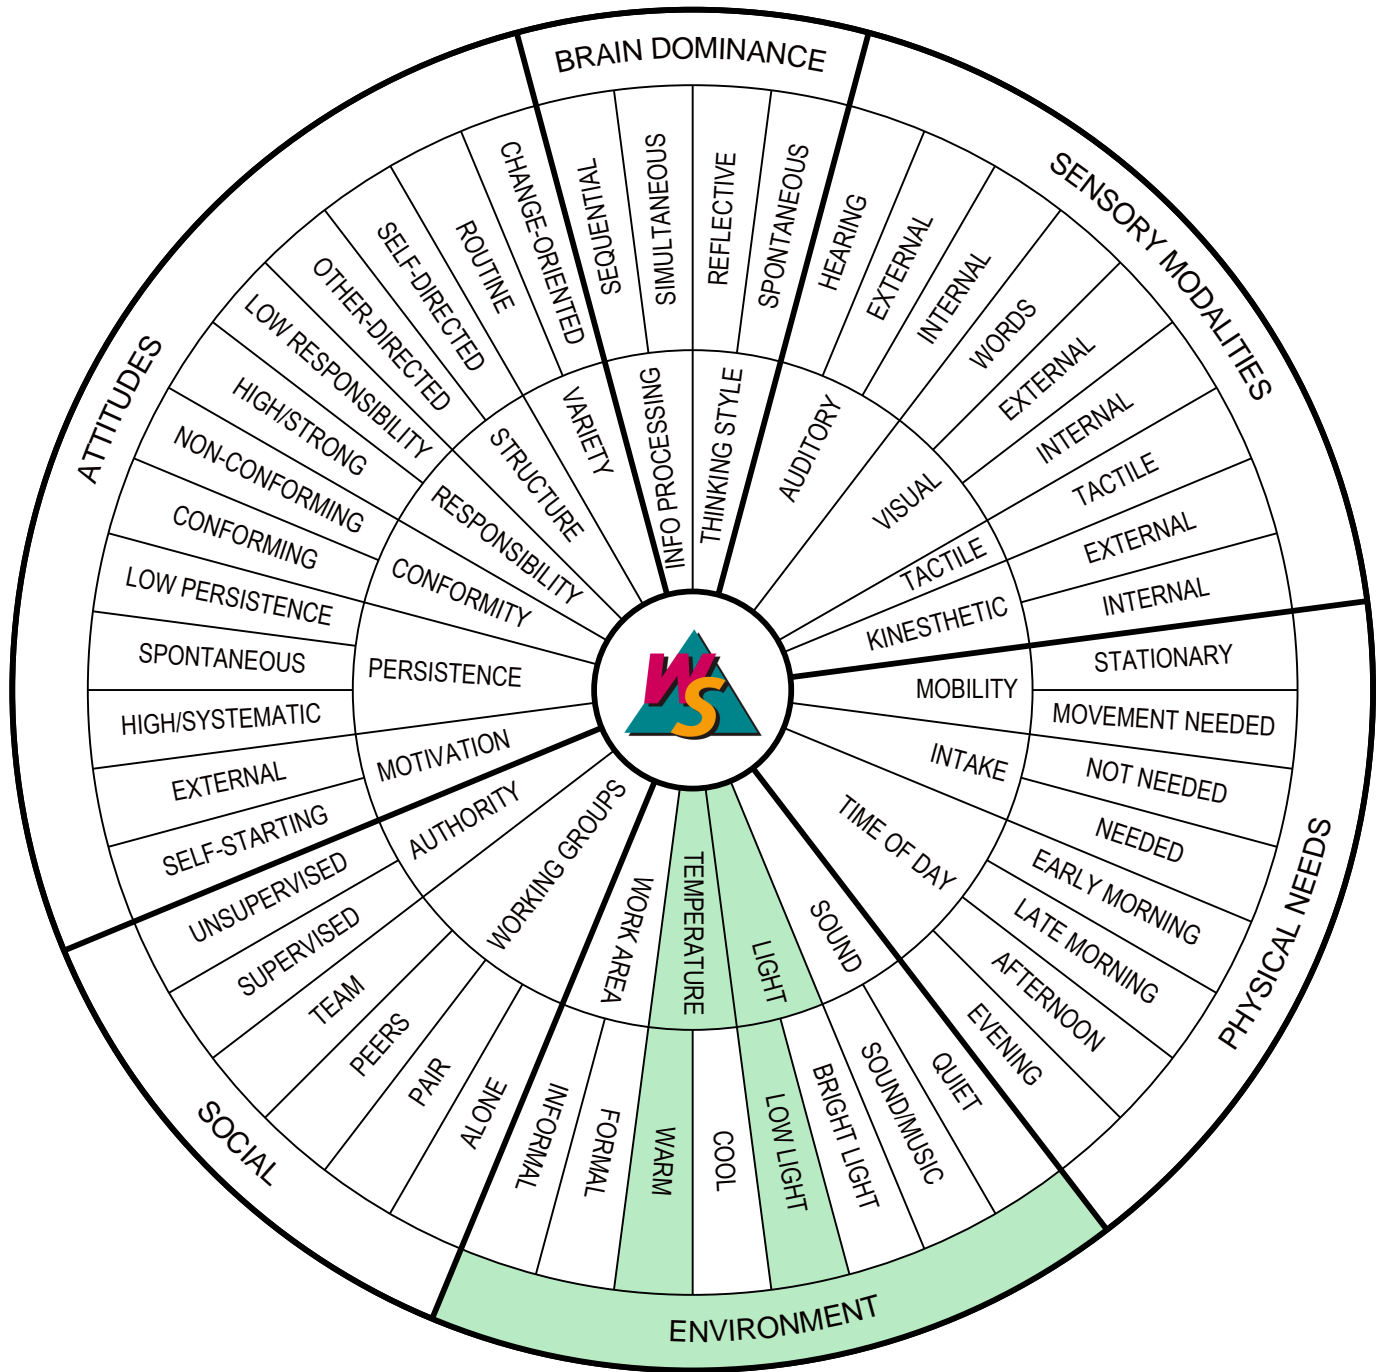 BRAIN DOMINANCE
SENSORY MODALITIES
PHYSICAL NEEDS
ENVIRONMENT
SOCIAL
ATTITUDES
SEQUENTIAL
SIMULTANEOUS
REFLECTIVE
SPONTANEOUS
HEARING
EXTERNAL
INTERNAL
WORDS
EXTERNAL
INTERNAL
TACTILE
EXTERNAL
INTERNAL
STATIONARY
MOVEMENT NEEDED
NOT NEEDED
NEEDED
EARLY MORNING
LATE MORNING
AFTERNOON
EVENING
QUIET
SOUND/MUSIC
BRIGHT LIGHT
LOW LIGHT
COOL
WARM
FORMAL
INFORMAL
ALONE
PAIR
PEERS
TEAM
SUPERVISED
UNSUPERVISED
SELF-STARTING
EXTERNAL
HIGH/SYSTEMATIC
SPONTANEOUS
LOW PERSISTENCE
CONFORMING
NON-CONFORMING
HIGH/STRONG
LOW RESPONSIBILITY
OTHER-DIRECTED
SELF-DIRECTED
ROUTINE
CHANGE-ORIENTED
INFO PROCESSING
THINKING STYLE
AUDITORY
VISUAL
TACTILE
KINESTHETIC
MOBILITY
INTAKE
TIME OF DAY
SOUND
LIGHT
TEMPERATURE
WORK AREA
WORKING GROUPS
AUTHORITY
MOTIVATION
PERSISTENCE
CONFORMITY
RESPONSIBILITY
STRUCTURE
VARIETY
WS